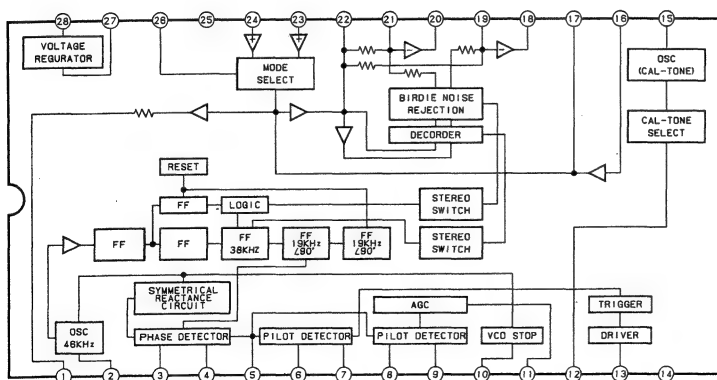 28 27 26 25 24 23 22 21 20 19 18 17 16 15
VOLTAGE
REGURATOR
MODE
SELECT
OSC
(CAL-TONE)
BIRDIE NOISE
REJECTION
CAL-TONE
SELECT
DECORDER
RESET
FF
LOGIC
STEREO
SWITCH
FF
FF
FF
38KHZ
FF
19KHz
∠90'
FF
19KHz
∠90'
STEREO
SWITCH
SYMMETRICAL
REACTANCE
CIRCUIT
AGC
TRIGGER
OSC
46KHz
PHASE DETECTOR
PILOT DETECTOR
PILOT DETECTOR
VCO STOP
DRIVER
1 2 3 4 5 6 7 8 9 10 11 12 13 14